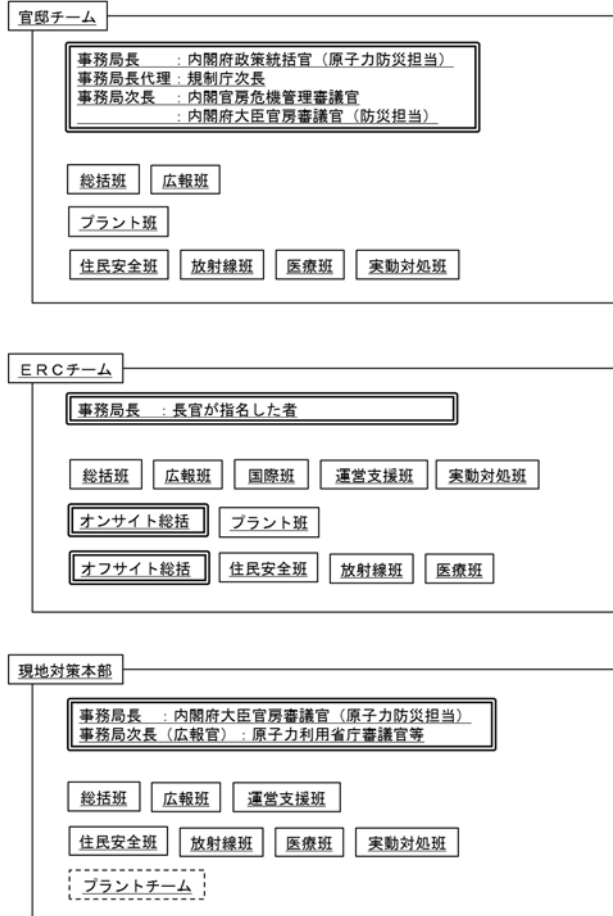 官邸チーム
事務局長　　：内閣府政策統括官（原子力防災担当）
事務局長代理：規制庁次長
事務局次長　：内閣官房危機管理審議官
：内閣府大臣官房審議官（防災担当）
総括班　広報班
プラント班
住民安全班　放射線班　医療班　実動対処班
ＥＲＣチーム
事務局長　：長官が指名した者
総括班　広報班　国際班　運営支援班　実動対処班
オンサイト総括　プラント班
オフサイト総括　住民安全班　放射線班　医療班
現地対策本部
事務局長　：内閣府大臣官房審議官（原子力防災担当）
事務局次長（広報官）：原子力利用省庁審議官等
総括班　広報班　運営支援班
住民安全班　放射線班　医療班　実動対処班
プラントチーム